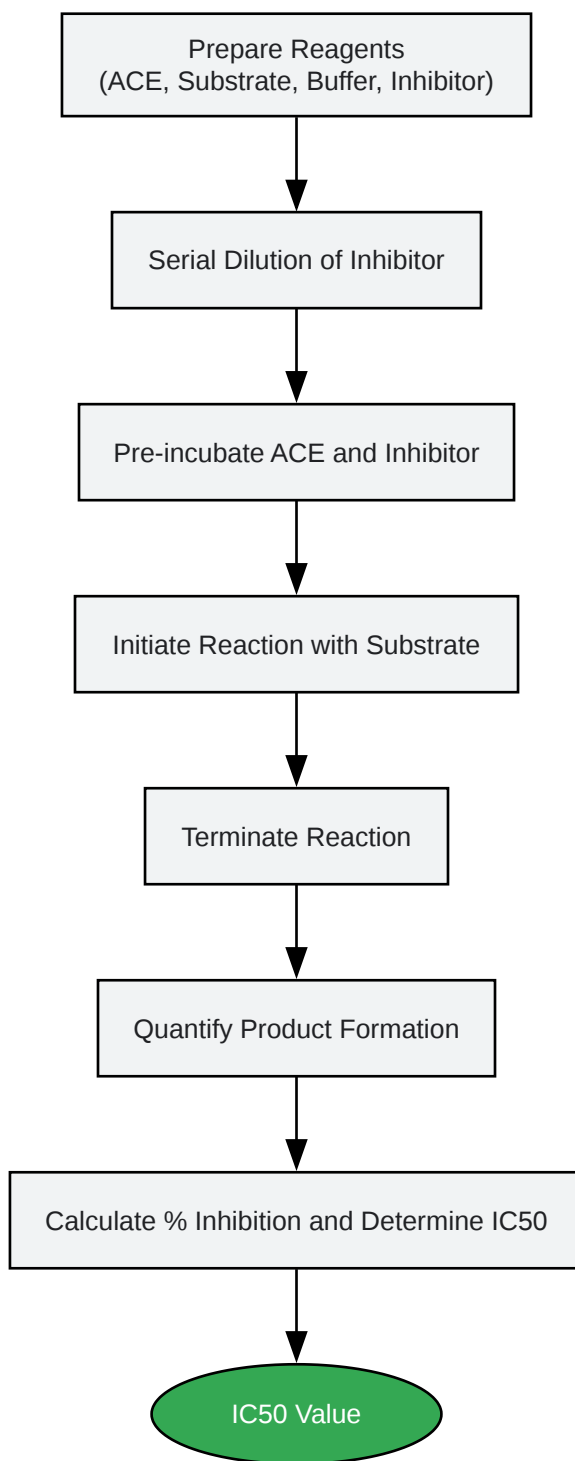 Prepare Reagents
(ACE, Substrate, Buffer, Inhibitor)
Serial Dilution of Inhibitor
Pre-incubate ACE and Inhibitor
Initiate Reaction with Substrate
Terminate Reaction
Quantify Product Formation
Calculate % Inhibition and Determine IC50
IC50 Value